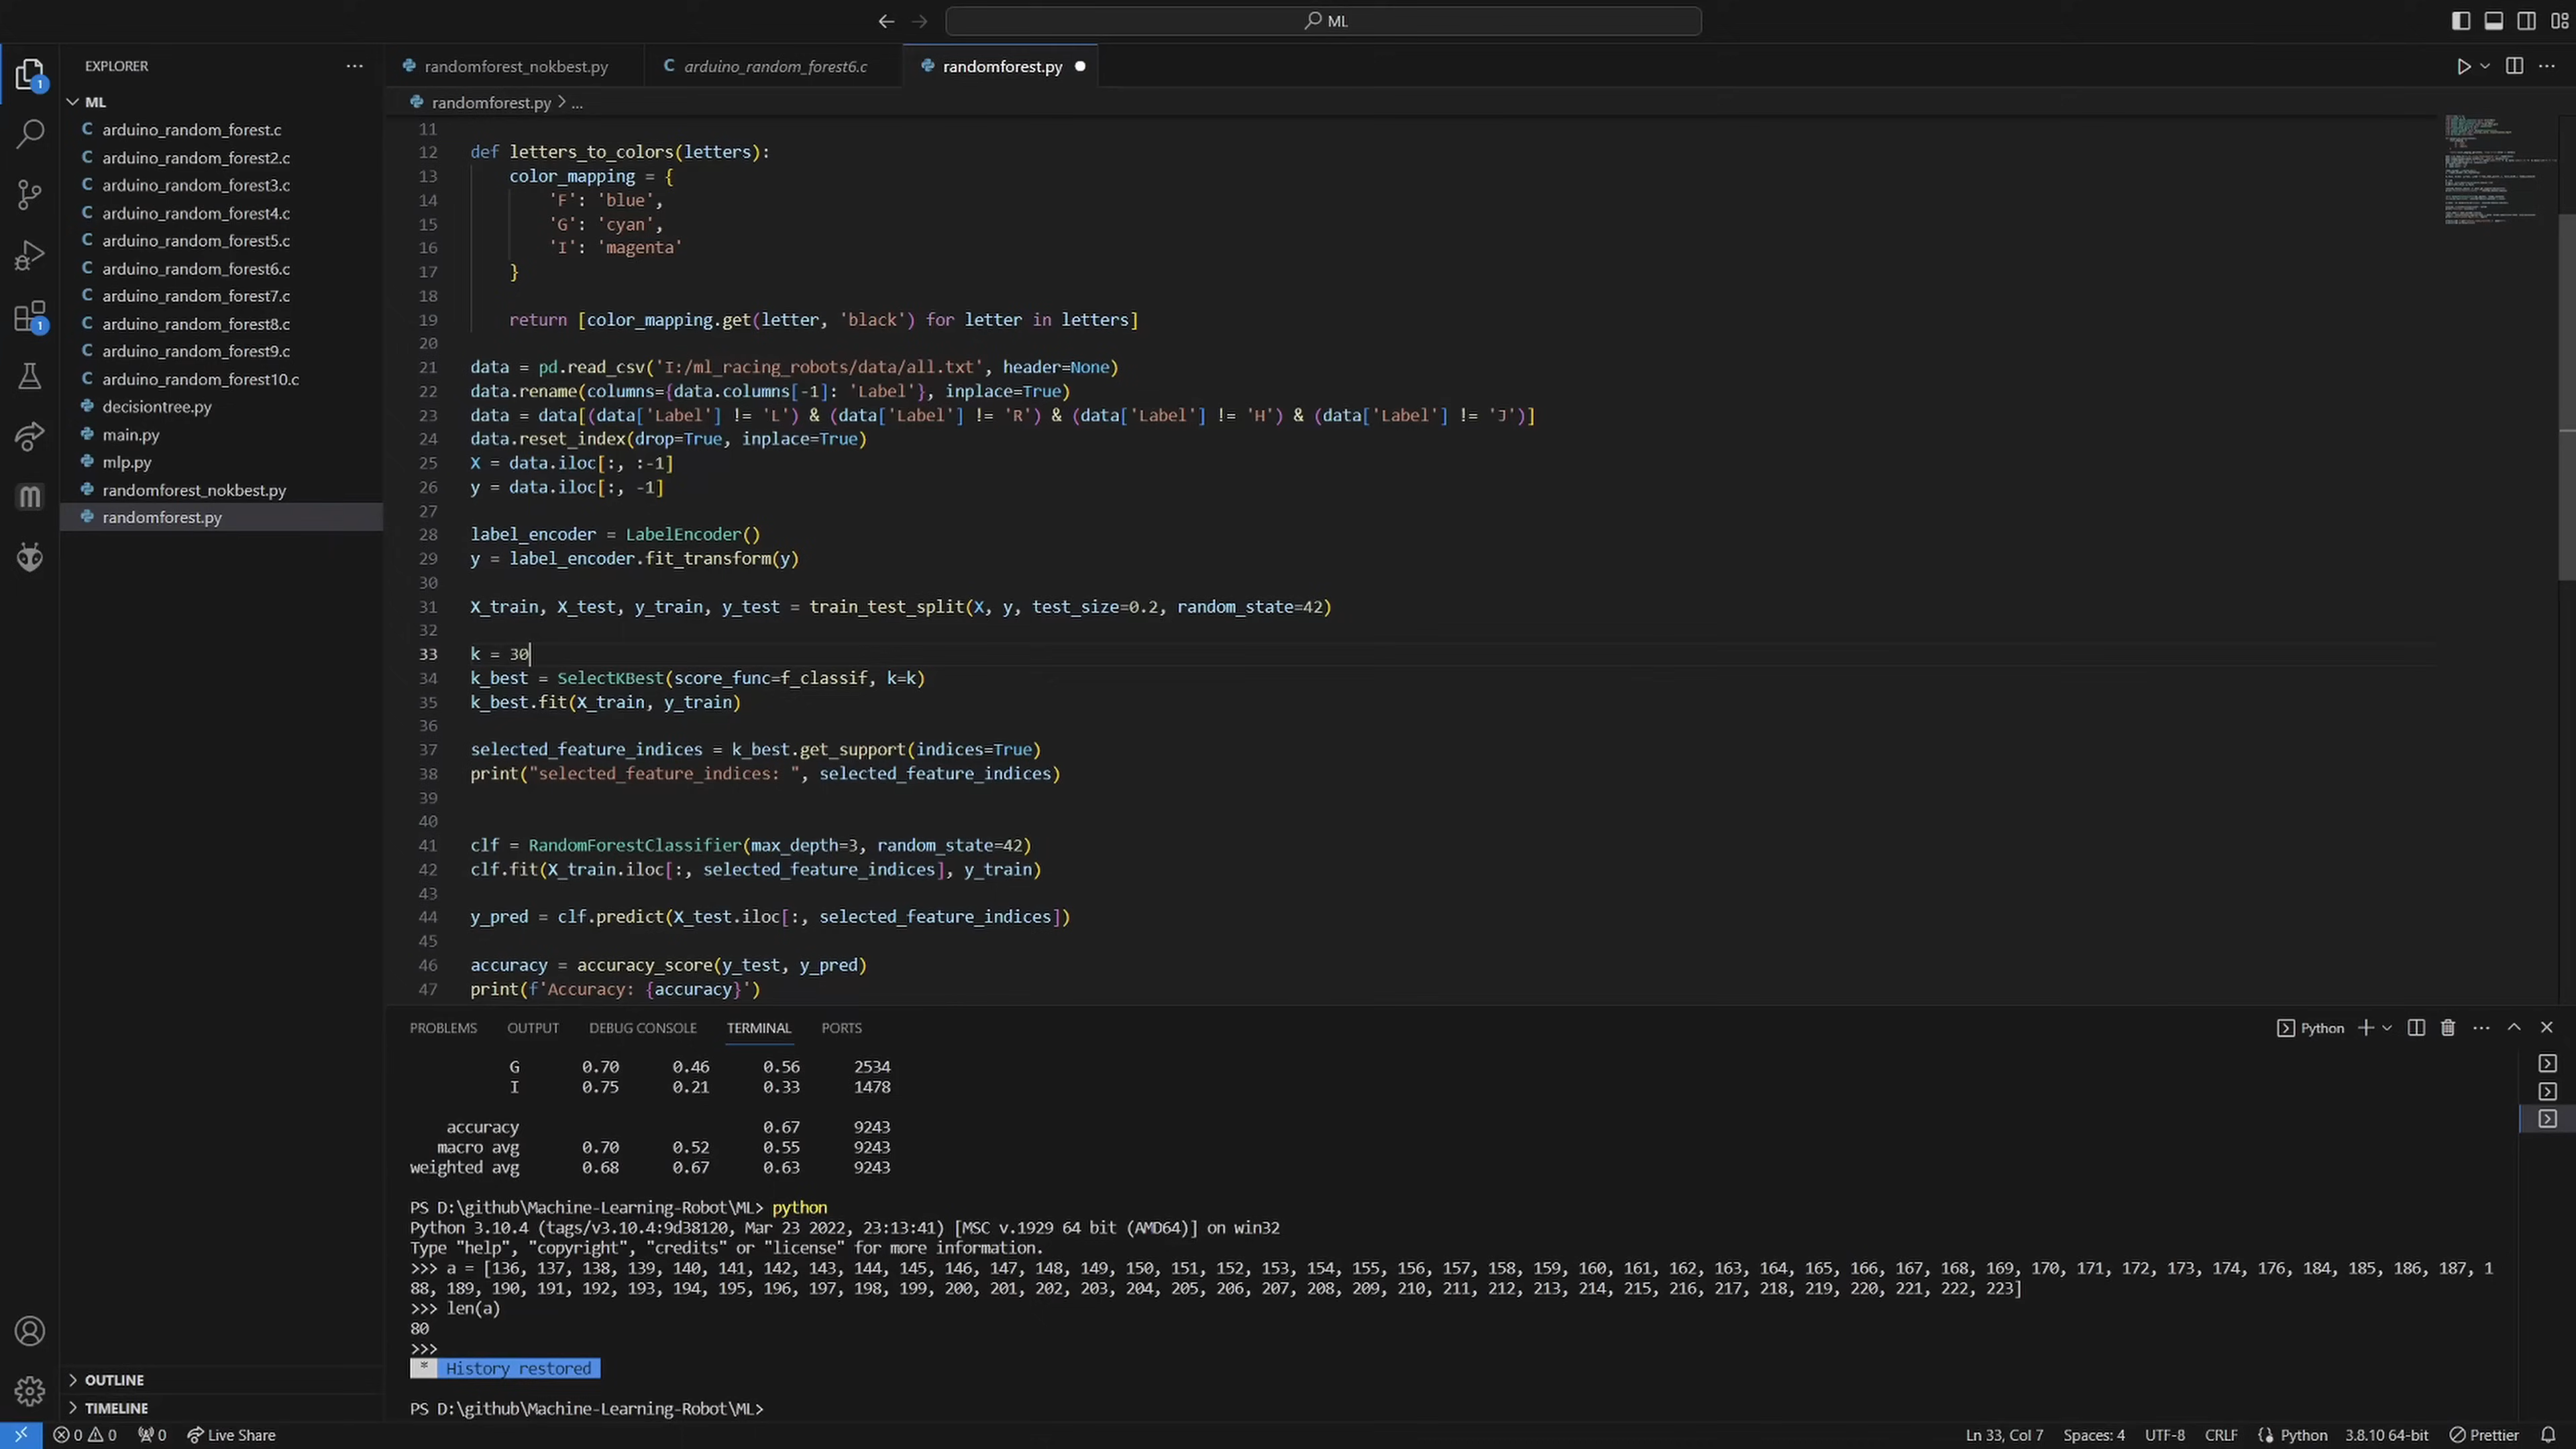 ML
EXPLORER
ML
arduino_random_forest.c
arduino_random_forest2.c
arduino_random_forest3.c
arduino_random_forest4.c
arduino_random_forest5.c
arduino_random_forest6.c
arduino_random_forest7.c
arduino_random_forest8.c
arduino_random_forest9.c
arduino_random_forest10.c
decisiontree.py
main.py
mlp.py
randomforest_nokbest.py
randomforest.py
OUTLINE
TIMELINE
randomforest_nokbest.py
C arduino_random_forest6.c
randomforest.py
randomforest.py > ...
11
12 def letters_to_colors(letters):
13 color_mapping = {
14 'F': 'blue',
15 'G': 'cyan',
16 'I': 'magenta'
17 }
18
19 return [color_mapping.get(letter, 'black') for letter in letters]
20
21 data = pd.read_csv('I:/ml_racing_robots/data/all.txt', header=None)
22 data.rename(columns={data.columns[-1]: 'Label'}, inplace=True)
23 data = data[(data['Label'] != 'L') & (data['Label'] != 'R') & (data['Label'] != 'H') & (data['Label'] != 'J')]
24 data.reset_index(drop=True, inplace=True)
25 X = data.iloc[:, :-1]
26 y = data.iloc[:, -1]
27
28 label_encoder = LabelEncoder()
29 y = label_encoder.fit_transform(y)
30
31 X_train, X_test, y_train, y_test = train_test_split(X, y, test_size=0.2, random_state=42)
32
33 k = 30
34 k_best = SelectKBest(score_func=f_classif, k=k)
35 k_best.fit(X_train, y_train)
36
37 selected_feature_indices = k_best.get_support(indices=True)
38 print("selected_feature_indices: ", selected_feature_indices)
39
40
41 clf = RandomForestClassifier(max_depth=3, random_state=42)
42 clf.fit(X_train.iloc[:, selected_feature_indices], y_train)
43
44 y_pred = clf.predict(X_test.iloc[:, selected_feature_indices])
45
46 accuracy = accuracy_score(y_test, y_pred)
47 print(f'Accuracy: {accuracy}')
PROBLEMS OUTPUT DEBUG CONSOLE TERMINAL PORTS
Python
G 0.70 0.46 0.56 2534
I 0.75 0.21 0.33 1478
accuracy 0.67 9243
macro avg 0.70 0.52 0.55 9243
weighted avg 0.68 0.67 0.63 9243
PS D:\github\Machine-Learning-Robot\ML> python
Python 3.10.4 (tags/v3.10.4:9d38120, Mar 23 2022, 23:13:41) [MSC v.1929 64 bit (AMD64)] on win32
Type "help", "copyright", "credits" or "license" for more information.
>>> a = [136, 137, 138, 139, 140, 141, 142, 143, 144, 145, 146, 147, 148, 149, 150, 151, 152, 153, 154, 155, 156, 157, 158, 159, 160, 161, 162, 163, 164, 165, 166, 167, 168, 169, 170, 171, 172, 173, 174, 176, 184, 185, 186, 187, 1
88, 189, 190, 191, 192, 193, 194, 195, 196, 197, 198, 199, 200, 201, 202, 203, 204, 205, 206, 207, 208, 209, 210, 211, 212, 213, 214, 215, 216, 217, 218, 219, 220, 221, 222, 223]
>>> len(a)
80
>>>
* History restored
PS D:\github\Machine-Learning-Robot\ML>
0 0 0 Live Share
Ln 33, Col 7 Spaces: 4 UTF-8 CRLF Python 3.8.10 64-bit Prettier